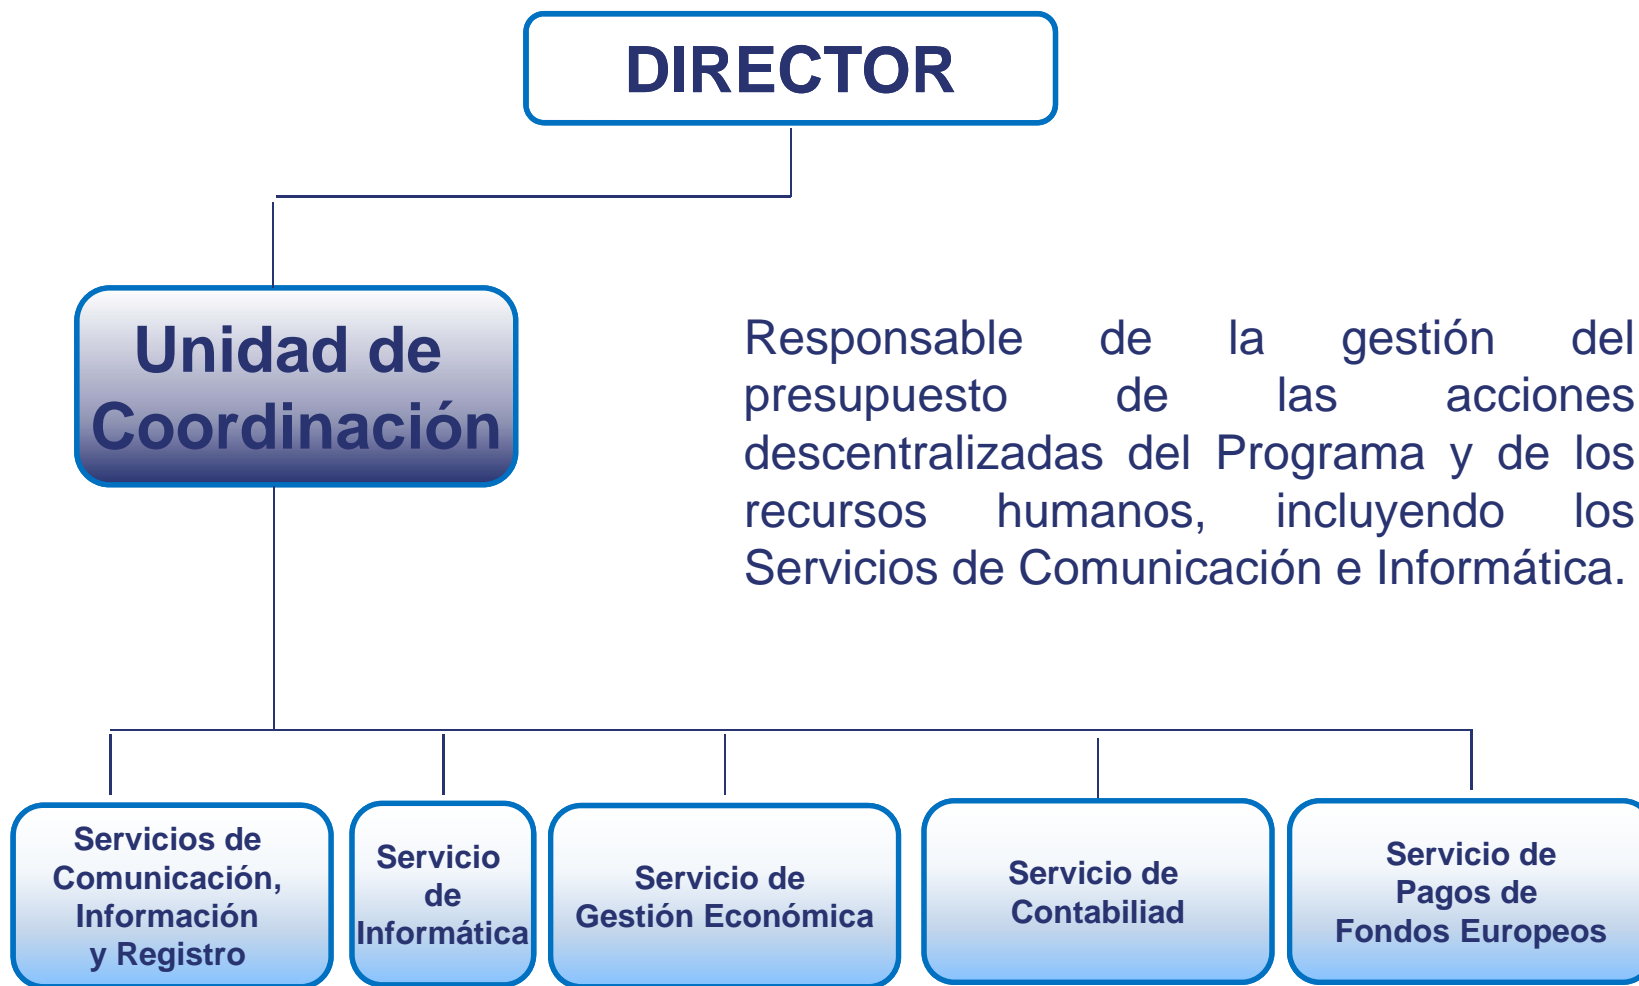 DIRECTOR
Unidad de
Coordinación
Responsable de la gestión del
presupuesto de las acciones
descentralizadas del Programa y de los
recursos humanos, incluyendo los
Servicios de Comunicación e Informática.
Servicios de
Comunicación,
Información
y Registro
Servicio
de
Informática
Servicio de
Gestión Económica
Servicio de
Contabiliad
Servicio de
Pagos de
Fondos Europeos